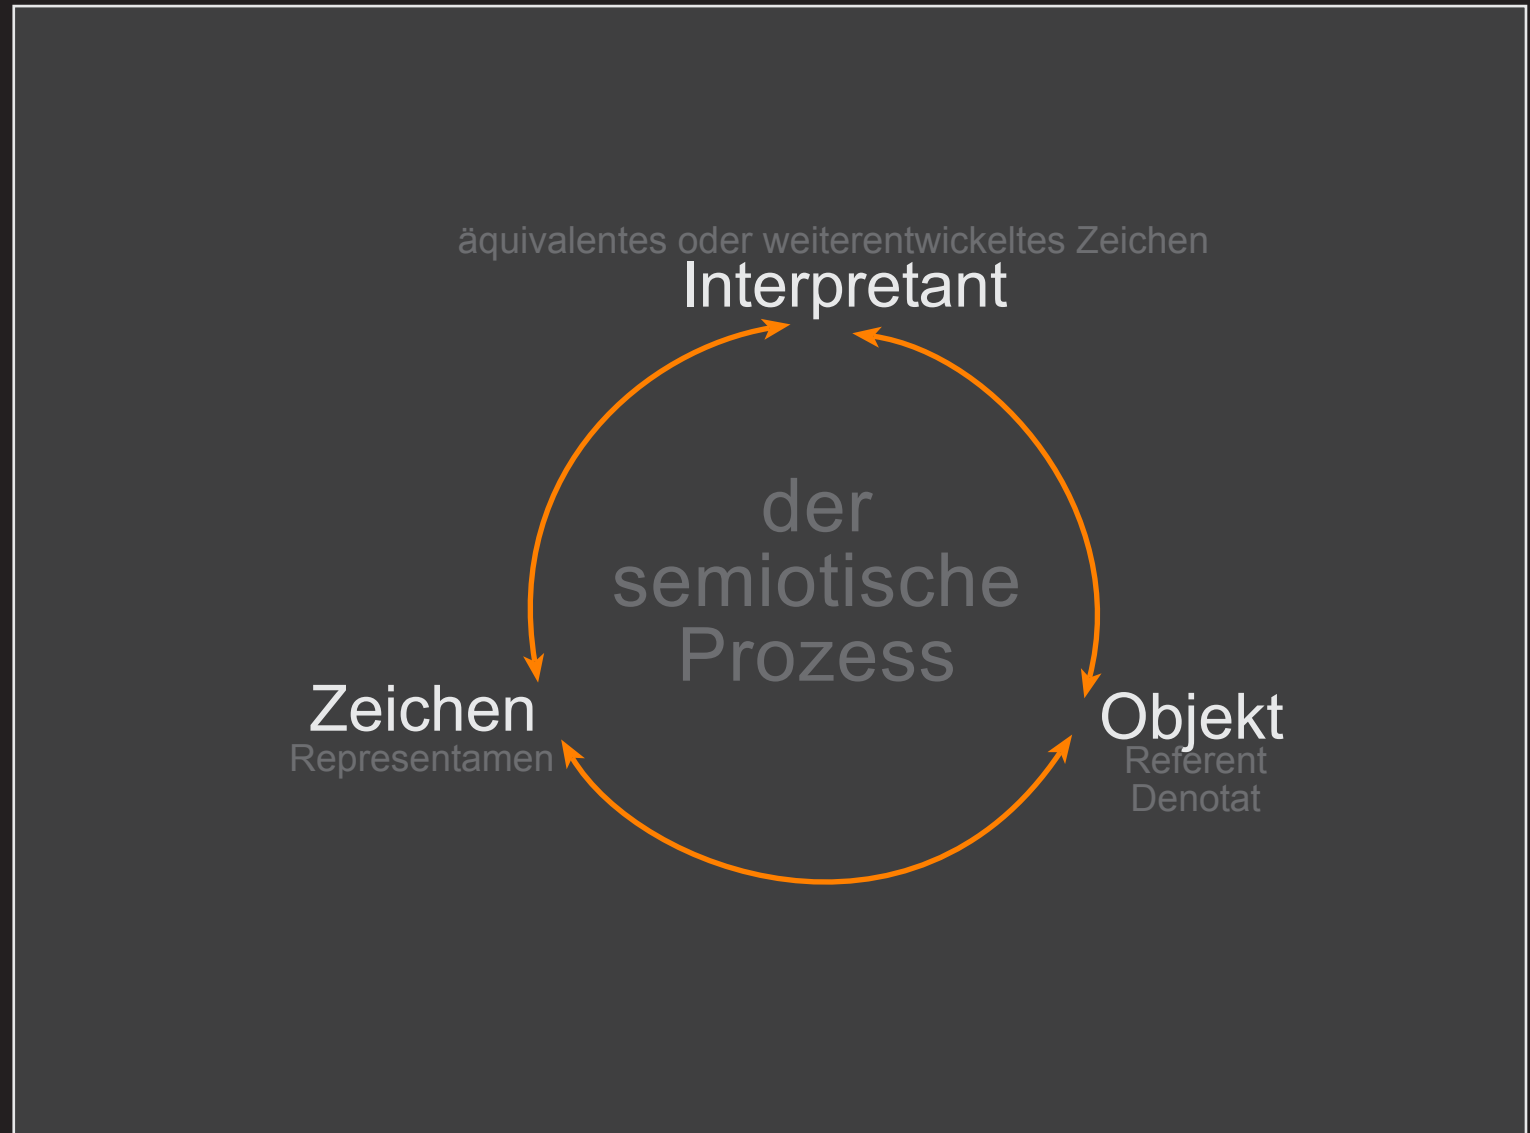 äquivalentes oder weiterentwickeltes Zeichen
Interpretant
der
semiotische
Prozess
Zeichen
Representamen
Objekt
Referent
Denotat